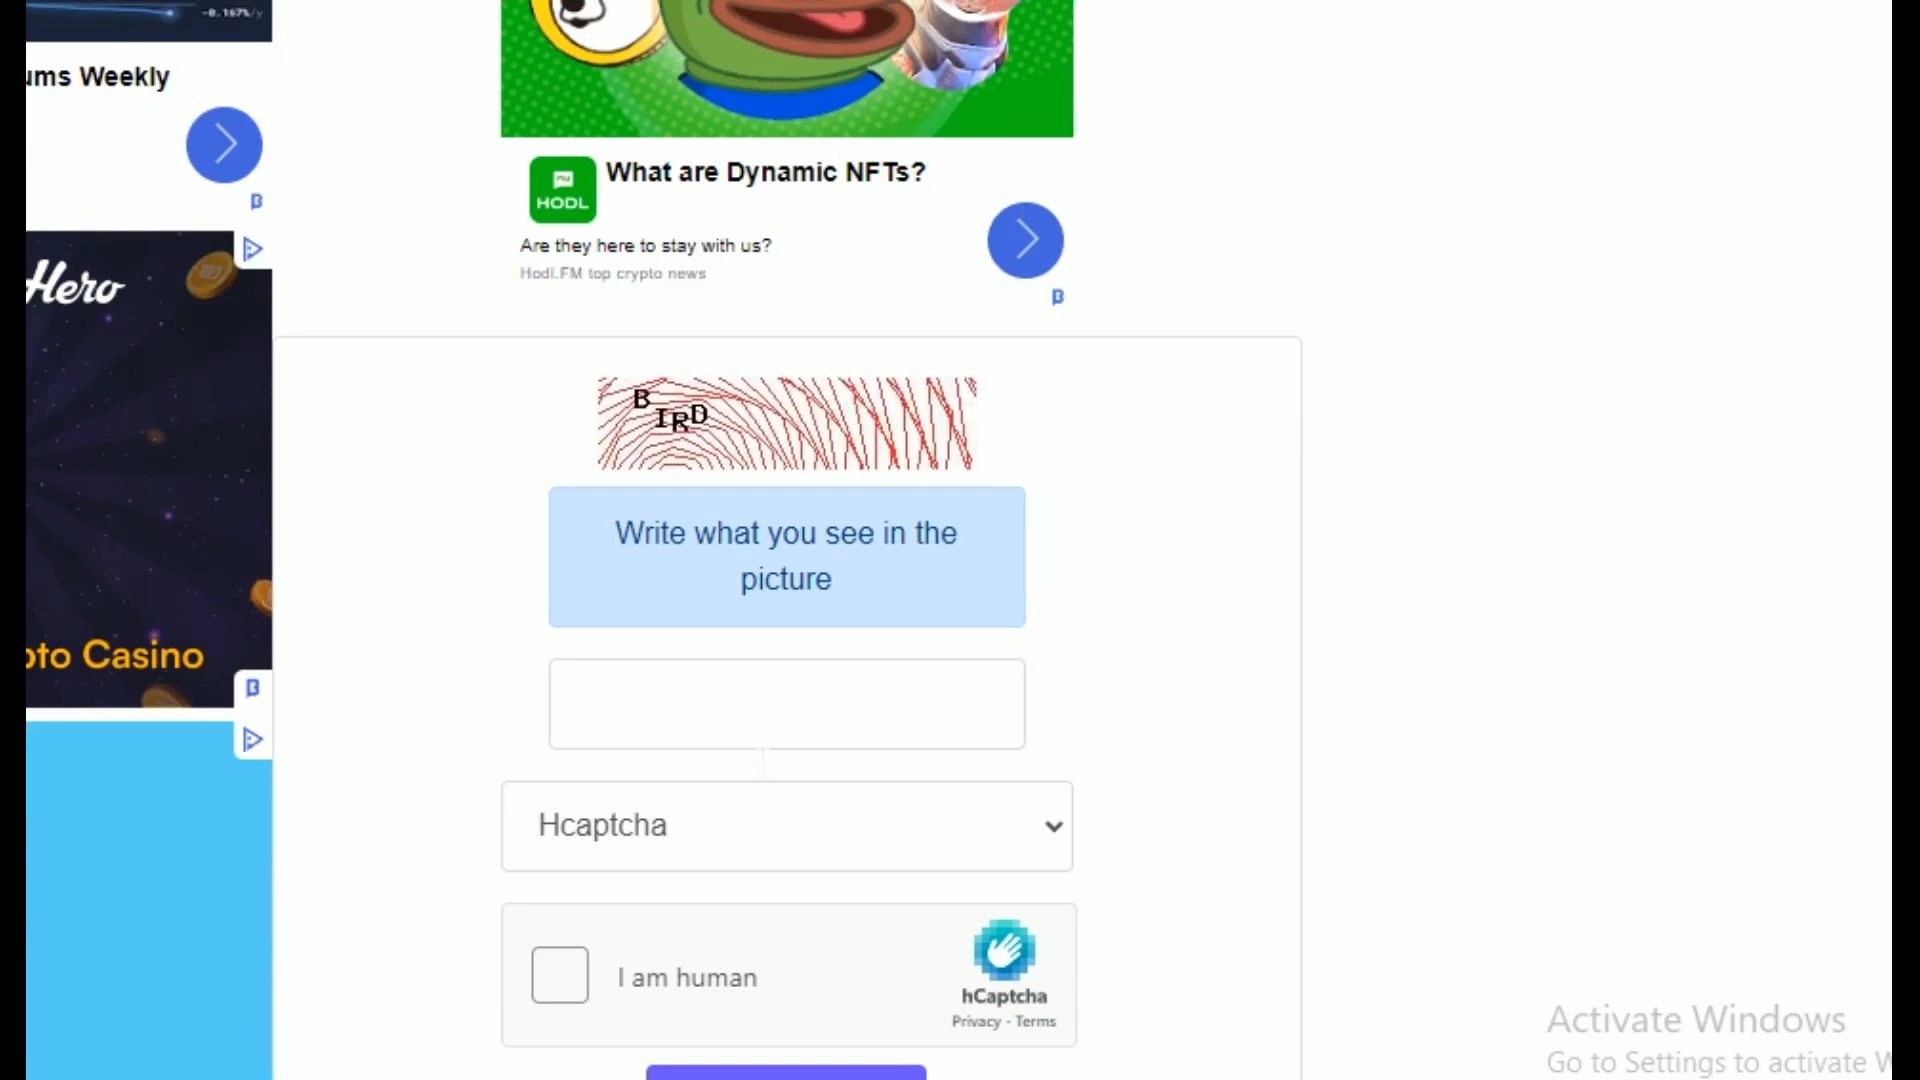 -0.167%/y
ums Weekly
Hero
oto Casino
HODL
What are Dynamic NFTs?
Are they here to stay with us?
Hodl.FM top crypto news
BIRD
Write what you see in the
picture
Hcaptcha
I am human
hCaptcha
Privacy - Terms
Activate Windows
Go to Settings to activate W